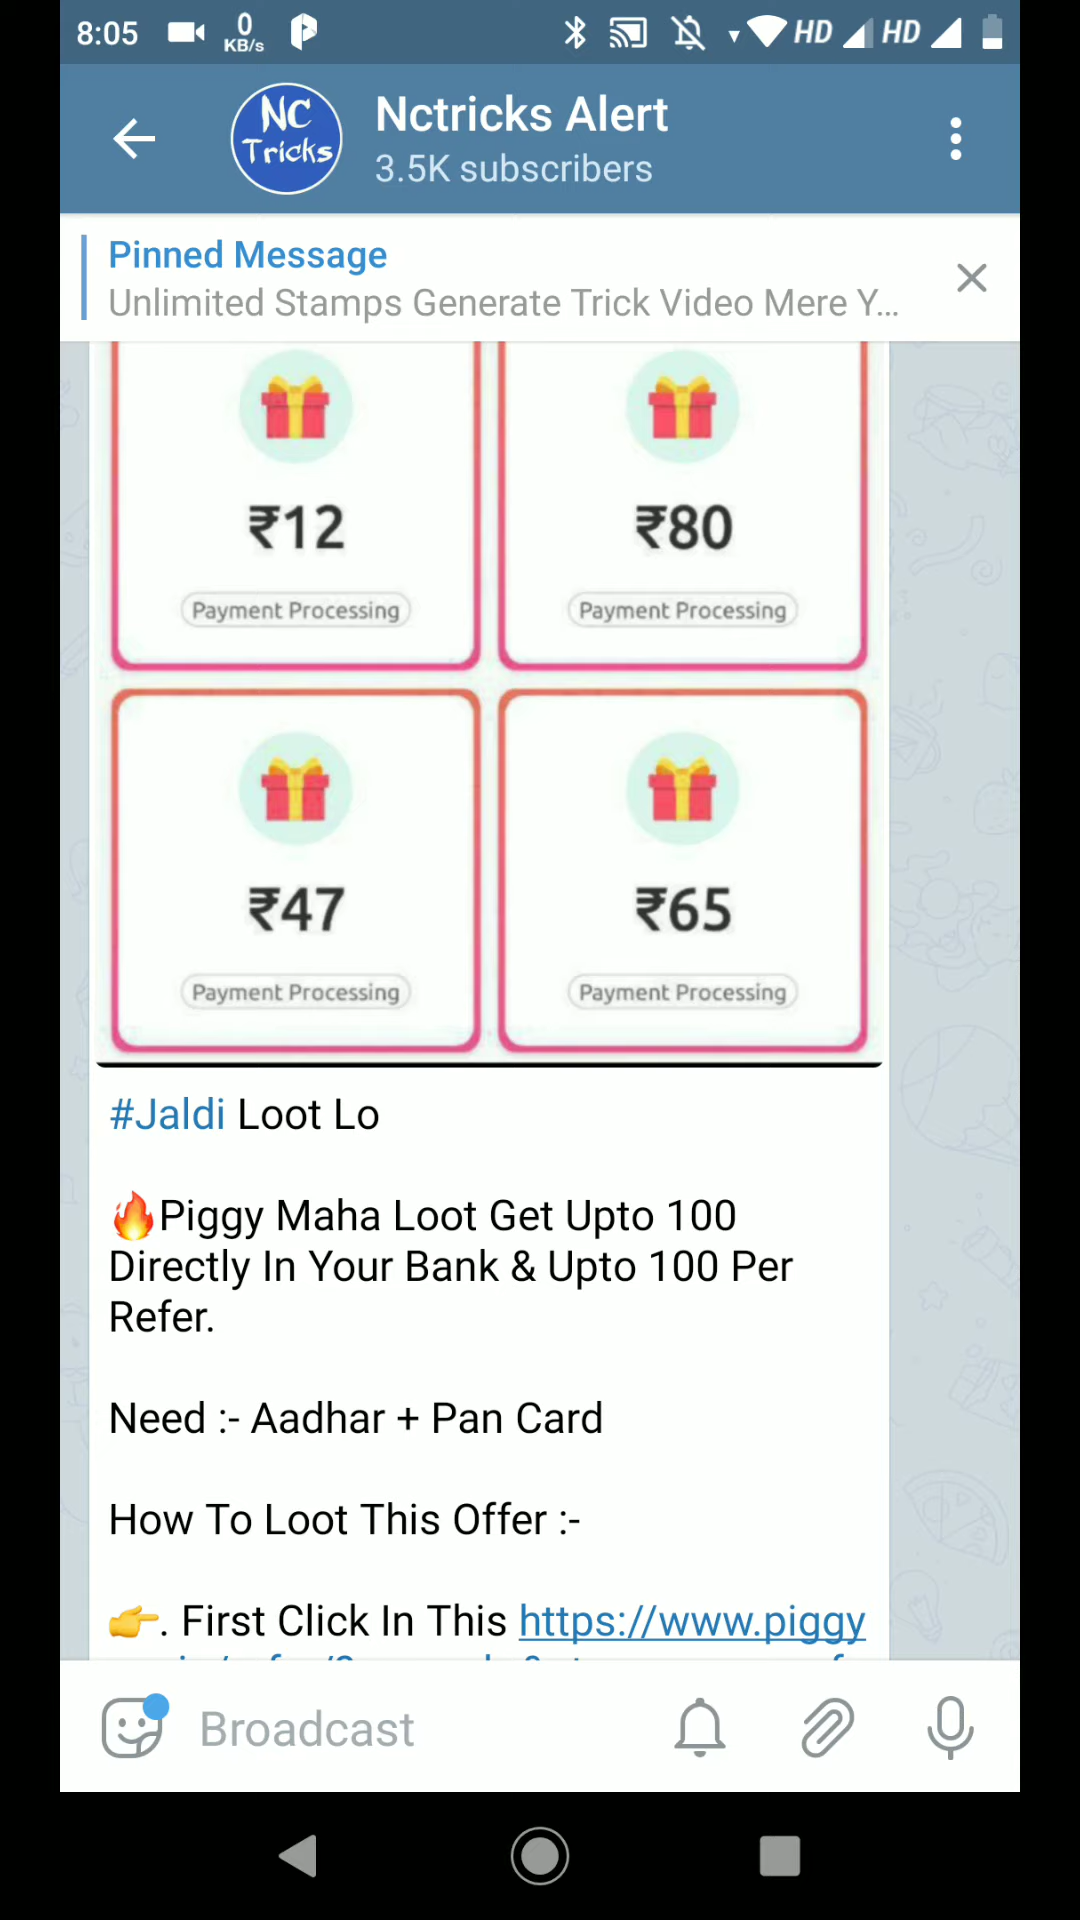 8:05 0 KB/s HD HD
NC
Tricks
Nctricks Alert
3.5K subscribers
Pinned Message
Unlimited Stamps Generate Trick Video Mere Y...
₹12 ₹80
Payment Processing Payment Processing
₹47 ₹65
Payment Processing Payment Processing
#Jaldi Loot Lo
🔥Piggy Maha Loot Get Upto 100
Directly In Your Bank & Upto 100 Per
Refer.
Need :- Aadhar + Pan Card
How To Loot This Offer :-
👉. First Click In This https://www.piggy
Broadcast